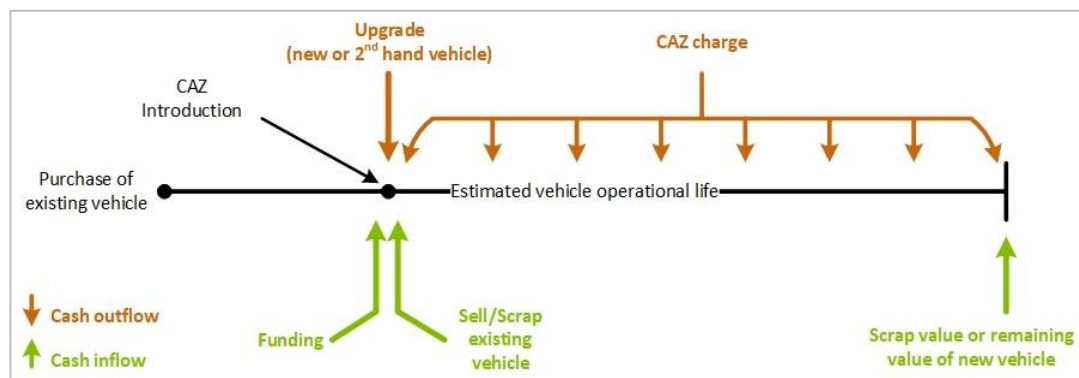 Upgrade
(new or 2nd hand vehicle)
CAZ charge
CAZ
Introduction
Purchase of
existing vehicle
Estimated vehicle operational life
Cash outflow
Cash inflow
Funding
Sell/Scrap
existing
vehicle
Scrap value or remaining
value of new vehicle